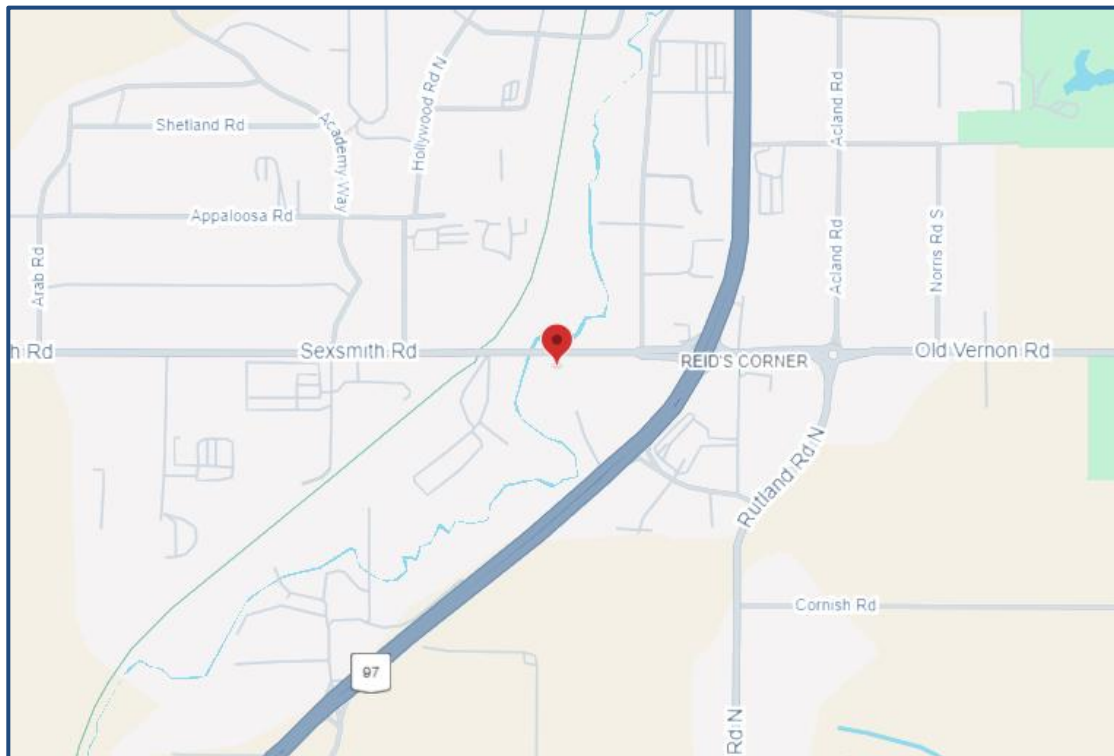 Hollywood Rd N
Acland Rd
Shetland Rd
Academy Way
Appaloosa Rd
Arab Rd
Acland Rd
Norris Rd S
h Rd
Sexsmith Rd
REID'S CORNER
Old Vernon Rd
Rutland Rd N
Cornish Rd
97
Rd N